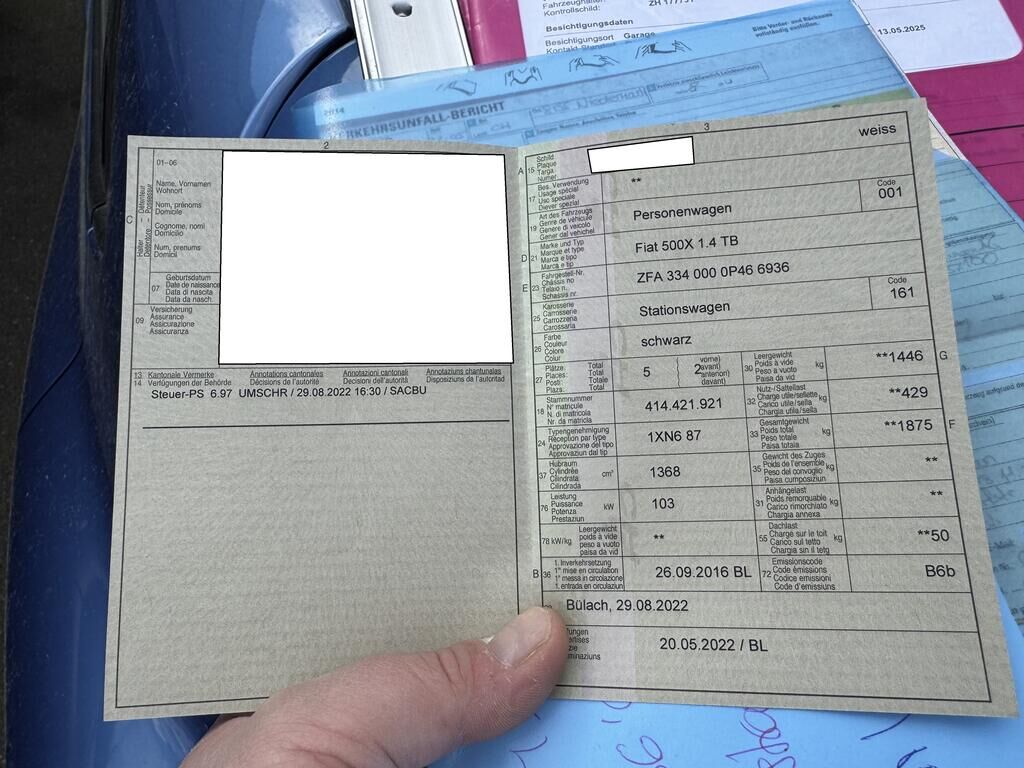 Fahrzeughalter:
Kontrollschild:
Besichtigungsdaten
Besichtigungsort Garage
13.05.2025
Bitte Vorder- und Rückseite
vollständig ausfüllen.
VERKEHRSUNFALL-BERICHT
2
01–06
Name, Vornamen
Wohnort
Nom, prénoms
Domicile
Cognome, nomi
Domicilio
Num, prenums
Domicil
C
Halter – Détenteur
Detentore – Possessur
07 Geburtsdatum
Date de naissance
Data di nascita
Data da nasch.
09 Versicherung
Assurance
Assicurazione
Assicuranza
13 Kantonale Vermerke Annotations cantonales Annotazioni cantonali Annotaziuns chantunalas
14 Verfügungen der Behörde Décisions de l'autorité Decisioni dell'autorità Disposiziuns da l'autoritad
Steuer-PS 6.97 UMSCHR / 29.08.2022 16:30 / SACBU
3
A 15 Schild
Plaque
Targa
Numer
weiss
17 Bes. Verwendung
Usage spécial
Uso speciale
Diever spezial
**
19 Art des Fahrzeugs
Genre de véhicule
Genere di veicolo
Gener dal vehichel
Personenwagen
Code
001
D 21 Marke und Typ
Marque et type
Marca e tipo
Marca e tip
Fiat 500X 1.4 TB
E 23 Fahrgestell-Nr.
Châssis no
Telaio n.
Schassis nr.
ZFA 334 000 0P46 6936
25 Karosserie
Carrosserie
Carrozzeria
Carossaria
Stationswagen
Code
161
26 Farbe
Couleur
Colore
Colur
schwarz
27 Plätze: Total
Places: Total
Posti: Totale
Plazs: Total
5
( vorne)
avant)
anteriori)
davant)
2
30 Leergewicht
Poids à vide
Peso a vuoto
Paisa da vid
kg
**1446
G
18 Stammnummer
N° matricule
N. di matricola
Nr. da matricla
414.421.921
32 Nutz-/Sattellast
Charge utile/sellette
Carico utile/sella
Chargia utila/sella
kg
**429
24 Typengenehmigung
Réception par type
Approvazione del tipo
Approvaziun dal tip
1XN6 87
33 Gesamtgewicht
Poids total
Peso totale
Paisa totala
kg
**1875
F
37 Hubraum
Cylindrée
Cilindrata
Cilindrada
cm³
1368
35 Gewicht des Zuges
Poids de l'ensemble
Peso del convoglio
Paisa cumposiziun
kg
**
76 Leistung
Puissance
Potenza
Prestaziun
kW
103
31 Anhängelast
Poids remorquable
Carico rimorchiato
Chargia annexa
kg
**
78 kW/kg
Leergewicht
poids à vide
peso a vuoto
paisa da vid
**
55 Dachlast
Charge sur le toit
Carico sul tetto
Chargia sin il tetg
kg
**50
B 36 1. Inverkehrsetzung
1re mise en circulation
1a messa in circolazione
1. entrada en circulaziun
26.09.2016 BL
72 Emissionscode
Code émissions
Codice emissioni
Code d'emissiuns
B6b
Bülach, 29.08.2022
20.05.2022 / BL